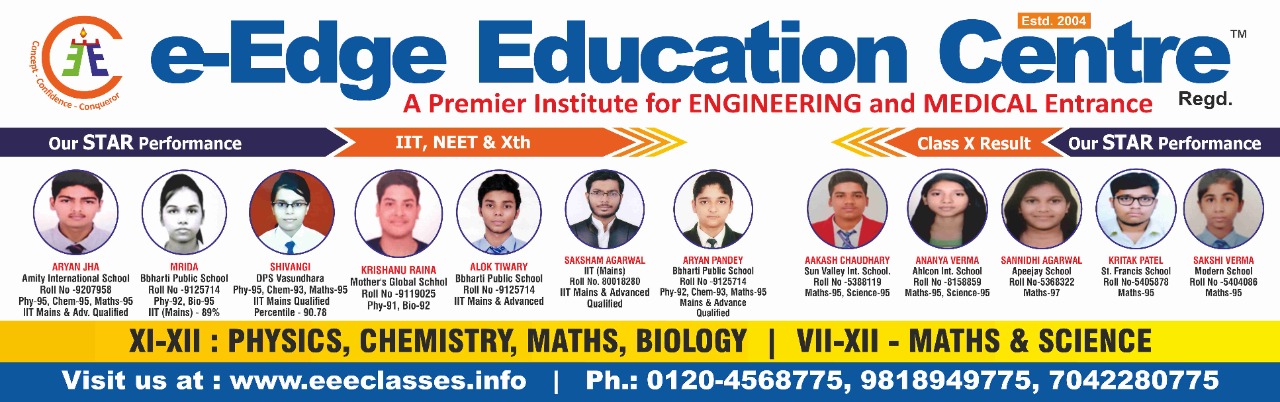 Concept - Confidence - Conqueror
Estd. 2004
e-Edge Education Centre™
Regd.
A Premier Institute for ENGINEERING and MEDICAL Entrance
Our STAR Performance
IIT, NEET & Xth
Class X Result
Our STAR Performance
ARYAN JHA
Amity International School
Roll No -9207958
Phy-95, Chem-95, Maths-95
IIT Mains & Adv. Qualified
MRIDA
Bbharti Public School
Roll No -9125714
Phy-92, Bio-95
IIT (Mains) - 89%
SHIVANGI
DPS Vasundhara
Phy-95, Chem-93, Maths-95
IIT Mains Qualified
Percentile - 90.78
KRISHANU RAINA
Mother's Global School
Roll No -9119025
Phy-91, Bio-92
ALOK TIWARY
Bbharti Public School
Roll No -9125714
IIT Mains & Advanced
SAKSHAM AGARWAL
IIT (Mains)
Roll No. 80018280
IIT Mains & Advanced
Qualified
ARYAN PANDEY
Bbharti Public School
Roll No -9125714
Phy-92, Chem-93, Maths-95
Mains & Advance
Qualified
AAKASH CHAUDHARY
Sun Valley Int. School.
Roll No -5388119
Maths-95, Science-95
ANANYA VERMA
Ahlcon Int. School
Roll No -8158859
Maths-95, Science-95
SANNIDHI AGARWAL
Apeejay School
Roll No-5368322
Maths-97
KRITAK PATEL
St. Francis School
Roll No -5405878
Maths-95
SAKSHI VERMA
Modern School
Roll No -5404086
Maths-95
XI-XII : PHYSICS, CHEMISTRY, MATHS, BIOLOGY | VII-XII - MATHS & SCIENCE
Visit us at : www.eeeclasses.info | Ph.: 0120-4568775, 9818949775, 7042280775